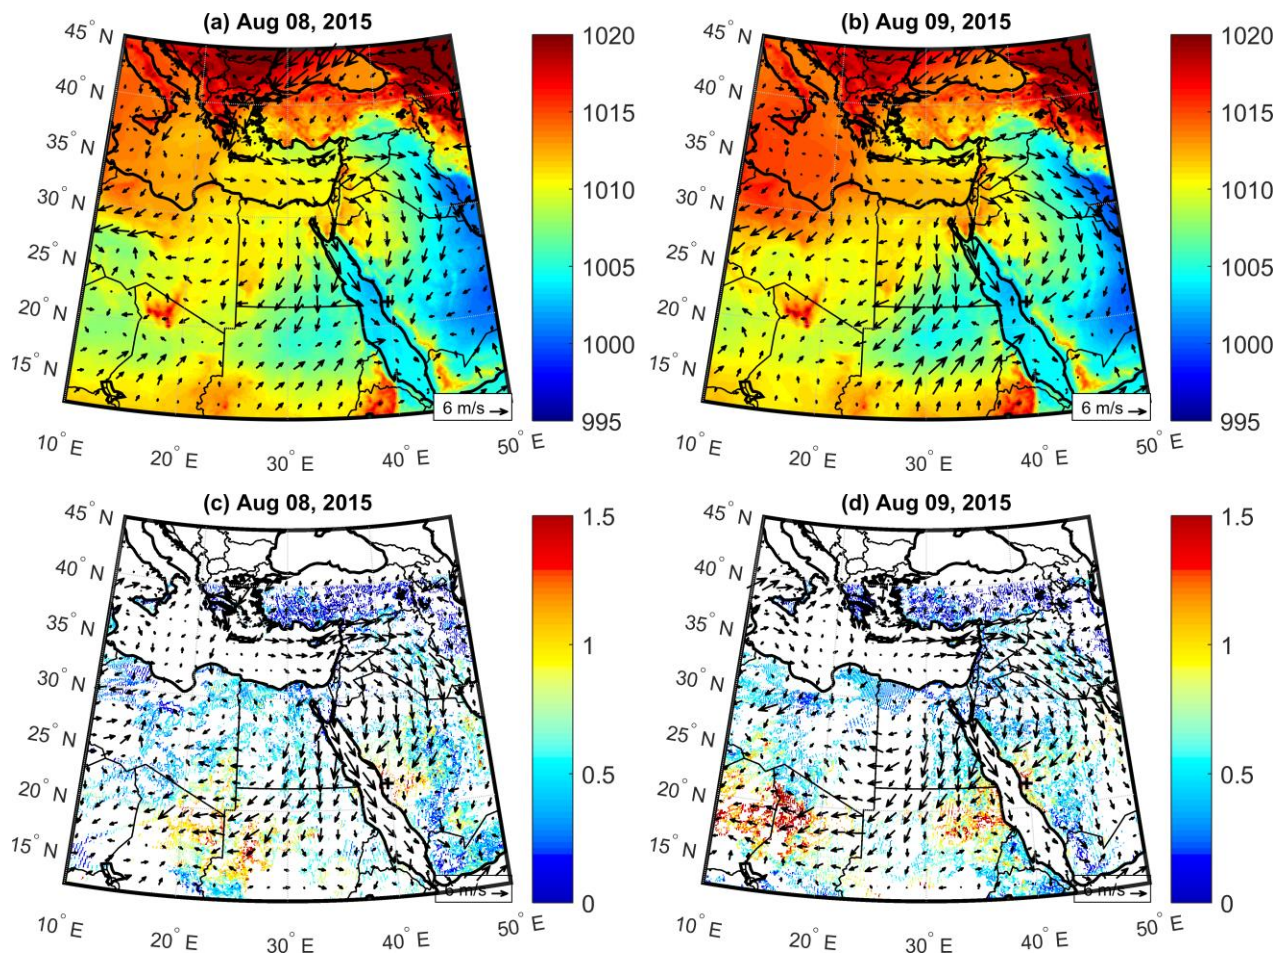 (a) Aug 08, 2015
45° N
40° N
35° N
30° N
25° N
20° N
15° N
10° E
20° E
30° E
40° E
50° E
6 m/s
1020
1015
1010
1005
1000
995
(b) Aug 09, 2015
45° N
40° N
35° N
30° N
25° N
20° N
15° N
10° E
20° E
30° E
40° E
50° E
6 m/s
1020
1015
1010
1005
1000
995
(c) Aug 08, 2015
45° N
40° N
35° N
30° N
25° N
20° N
15° N
10° E
20° E
30° E
40° E
50° E
6 m/s
1.5
1
0.5
0
(d) Aug 09, 2015
45° N
40° N
35° N
30° N
25° N
20° N
15° N
10° E
20° E
30° E
40° E
50° E
6 m/s
1.5
1
0.5
0